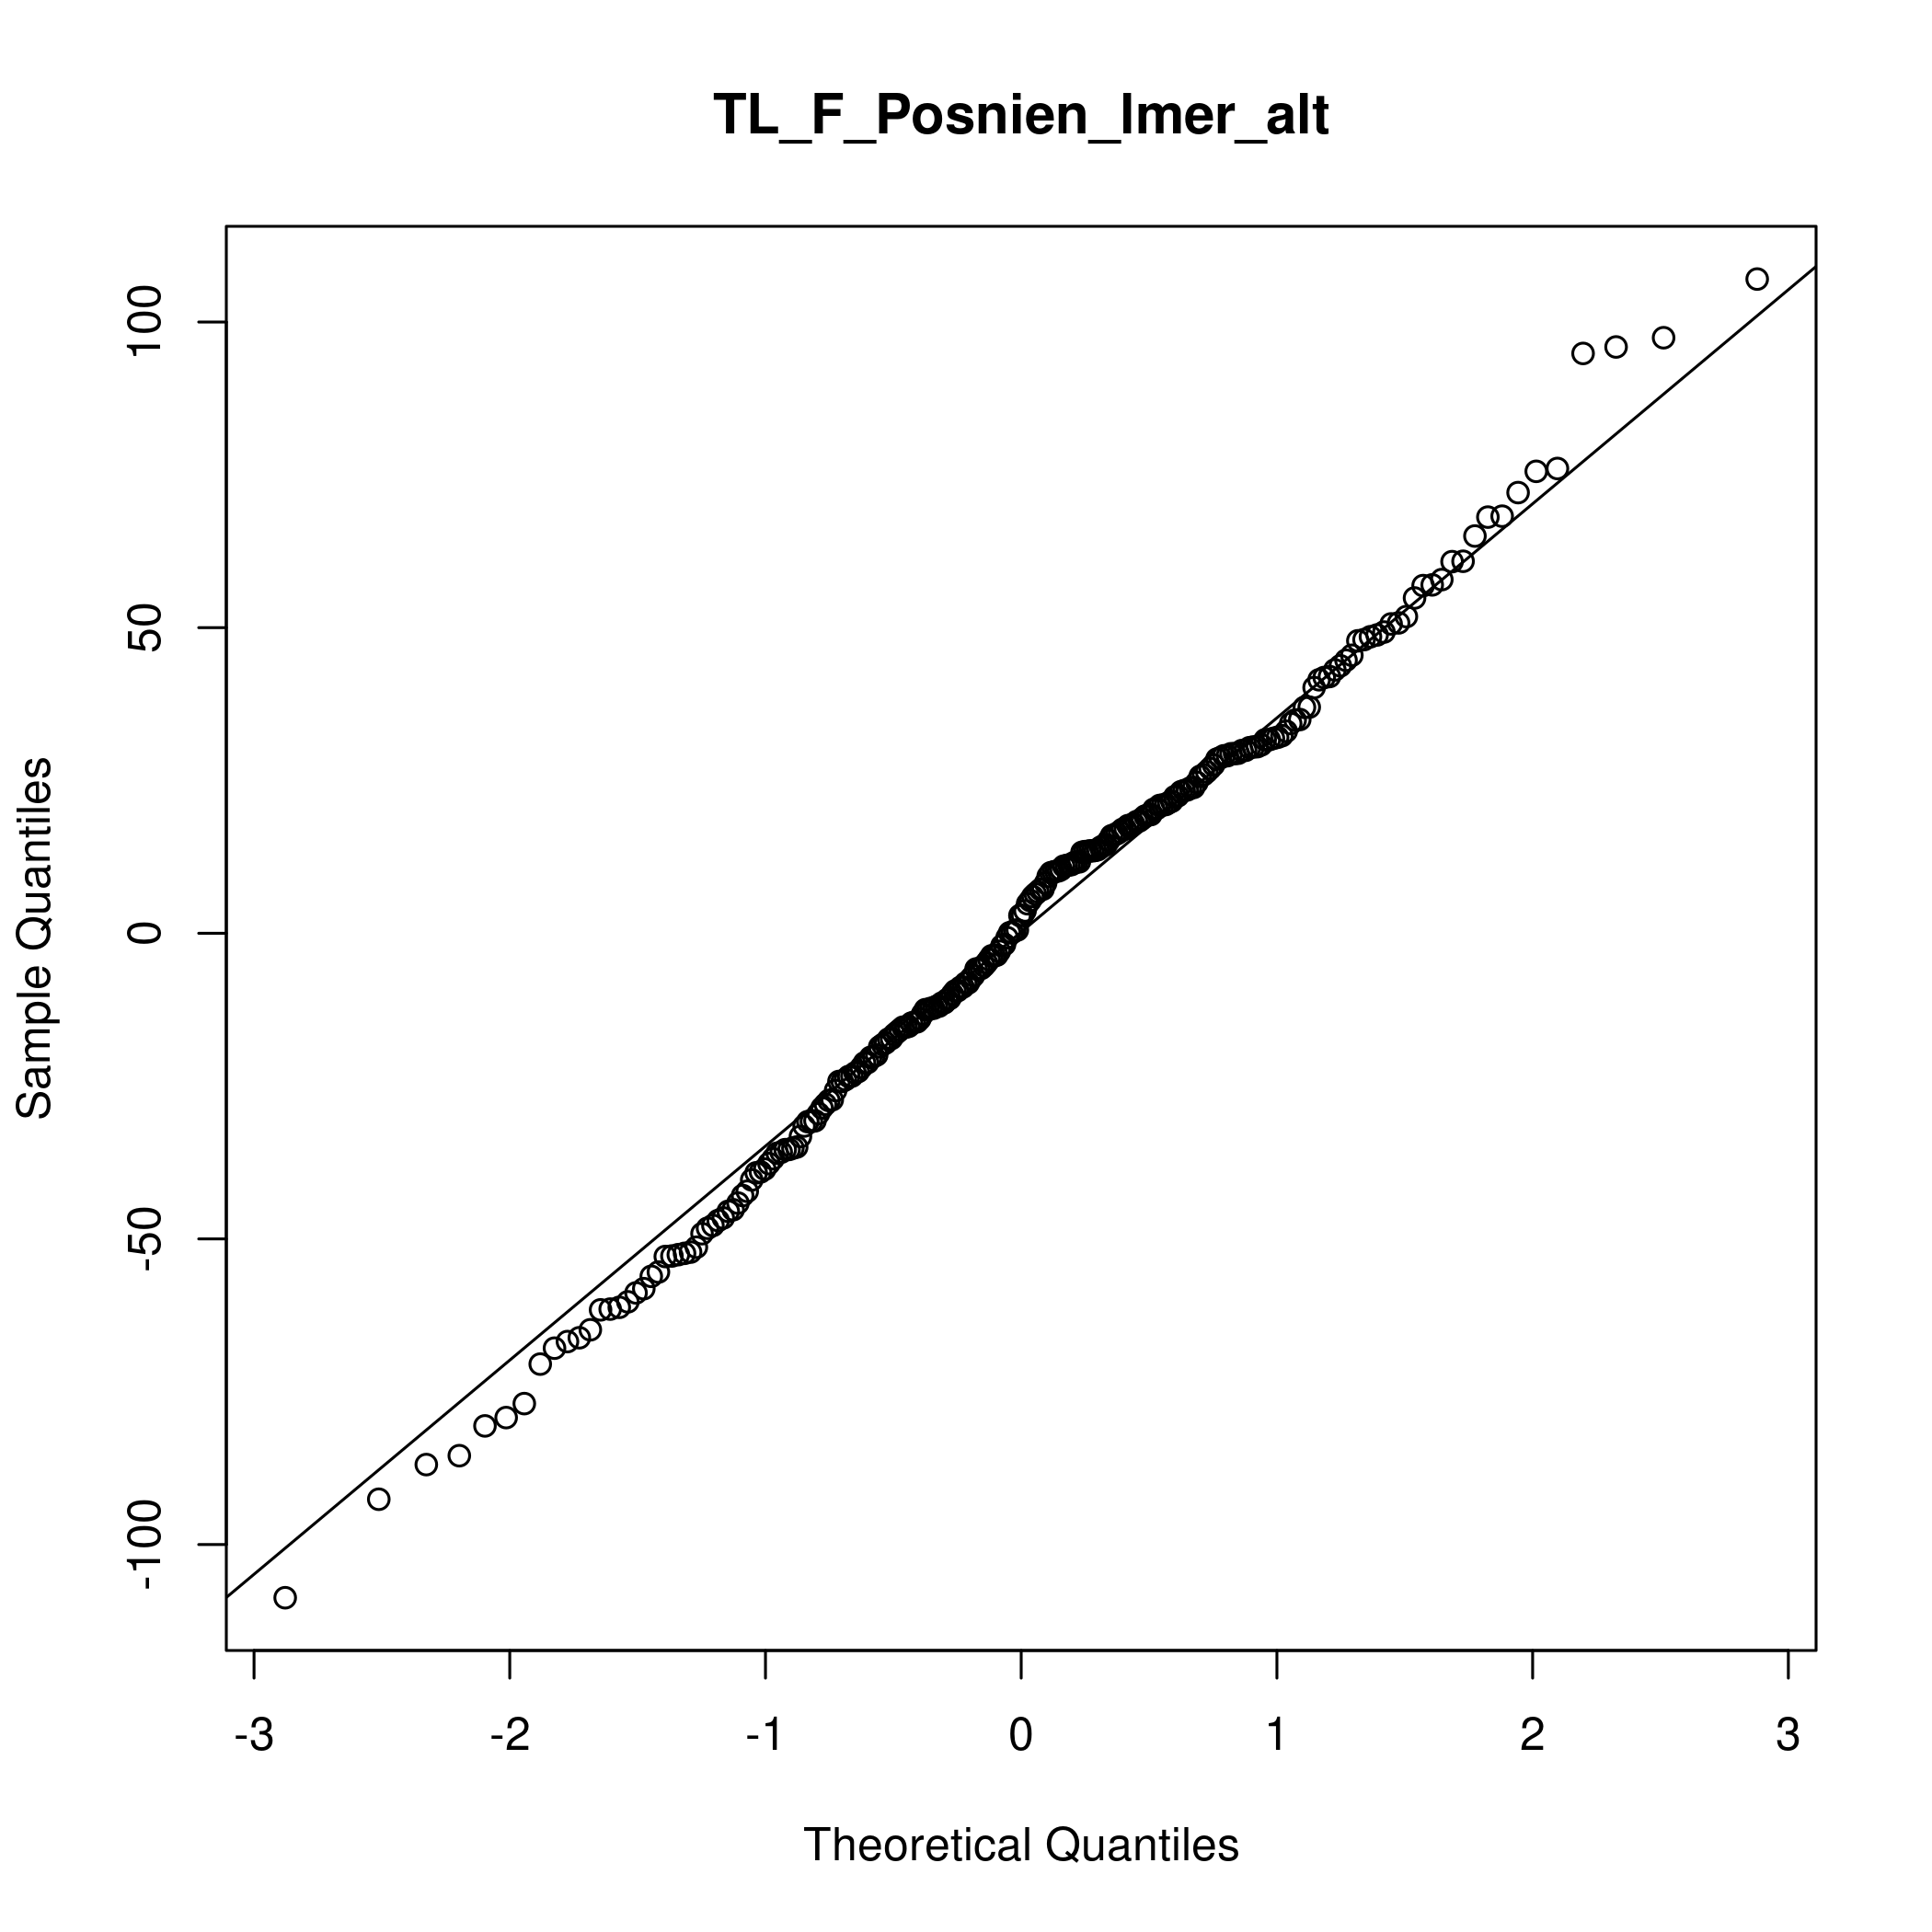 TL_F_Posnien_lmer_alt
Sample Quantiles
100
50
0
-50
-100
-3 -2 -1 0 1 2 3
Theoretical Quantiles